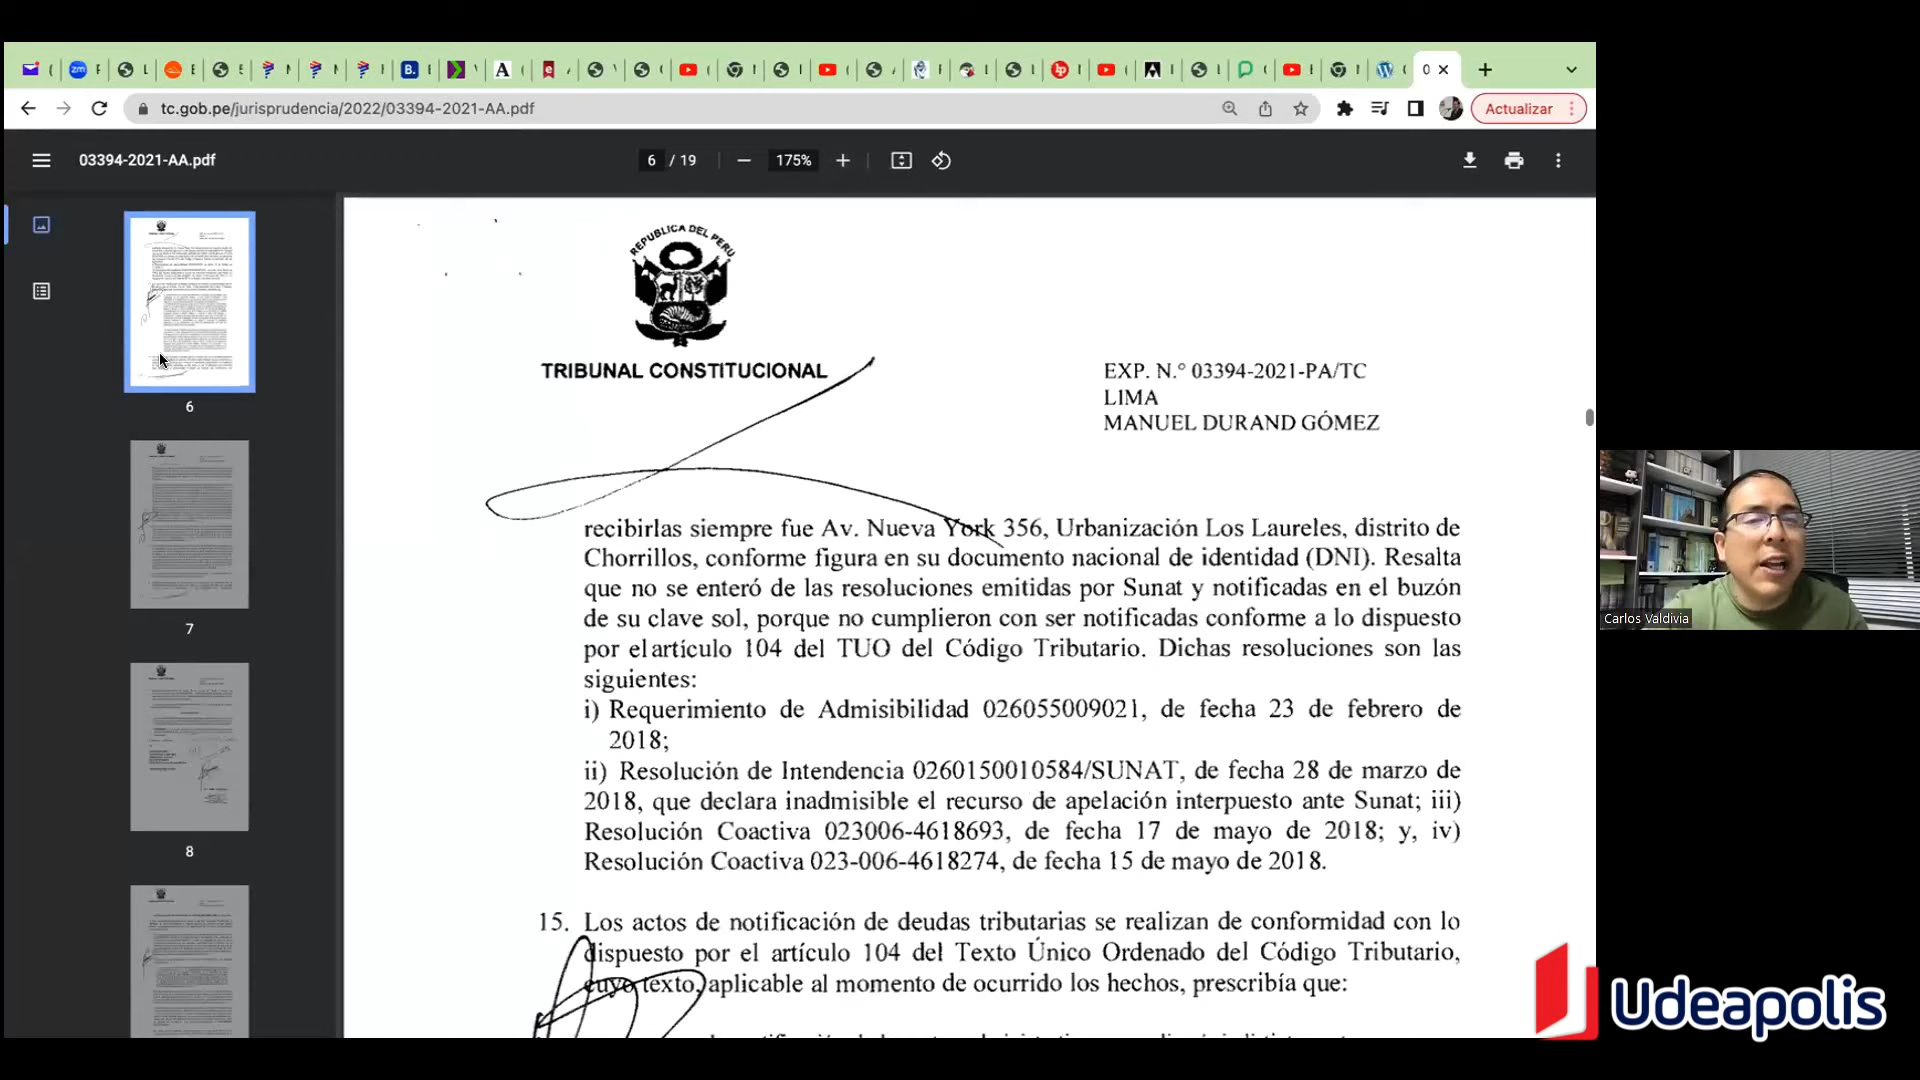 tc.gob.pe/jurisprudencia/2022/03394-2021-AA.pdf
Actualizar
03394-2021-AA.pdf
6 / 19
175%
REPUBLICA DEL PERU
TRIBUNAL CONSTITUCIONAL
EXP. N.° 03394-2021-PA/TC
LIMA
MANUEL DURAND GÓMEZ
recibirlas siempre fue Av. Nueva York 356, Urbanización Los Laureles, distrito de
Chorrillos, conforme figura en su documento nacional de identidad (DNI). Resalta
que no se enteró de las resoluciones emitidas por Sunat y notificadas en el buzón
de su clave sol, porque no cumplieron con ser notificadas conforme a lo dispuesto
por el artículo 104 del TUO del Código Tributario. Dichas resoluciones son las
siguientes:
i) Requerimiento de Admisibilidad 026055009021, de fecha 23 de febrero de
2018;
ii) Resolución de Intendencia 0260150010584/SUNAT, de fecha 28 de marzo de
2018, que declara inadmisible el recurso de apelación interpuesto ante Sunat; iii)
Resolución Coactiva 023006-4618693, de fecha 17 de mayo de 2018; y, iv)
Resolución Coactiva 023-006-4618274, de fecha 15 de mayo de 2018.
15. Los actos de notificación de deudas tributarias se realizan de conformidad con lo
dispuesto por el artículo 104 del Texto Único Ordenado del Código Tributario,
cuyo texto, aplicable al momento de ocurrido los hechos, prescribía que:
6
7
8
Carlos Valdivia
Udeapolis